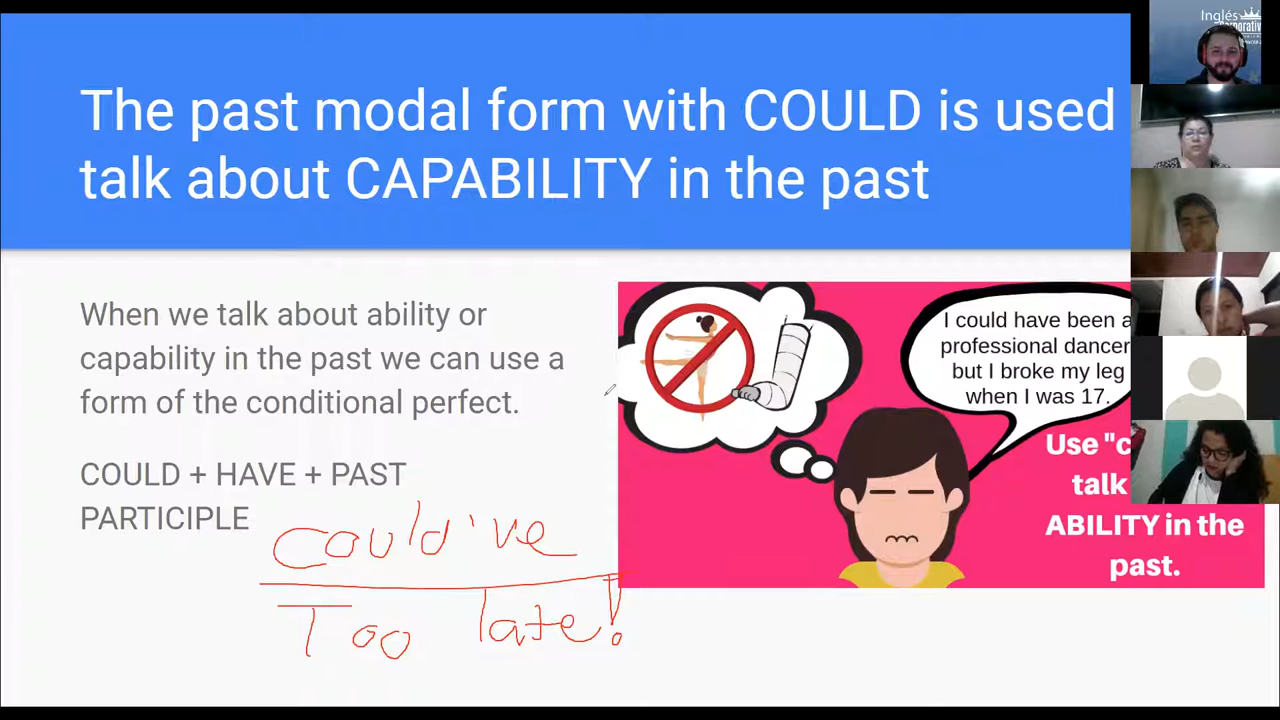 The past modal form with COULD is used
talk about CAPABILITY in the past
When we talk about ability or
capability in the past we can use a
form of the conditional perfect.
COULD + HAVE + PAST
PARTICIPLE
Could've
Too late!
I could have been a
professional dancer
but I broke my leg
when I was 17.
Use "c
talk
ABILITY in the
past.
Inglés
Corporativ